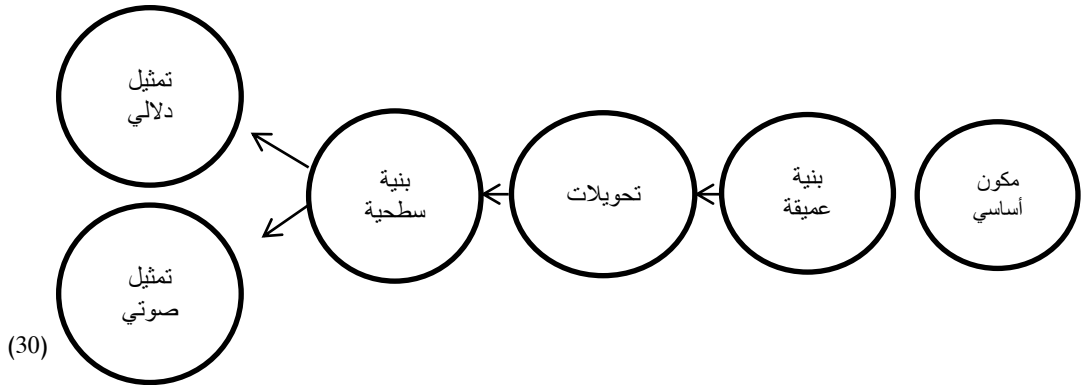 مكون
أساسي
بنية
عميقة
تحويلات
بنية
سطحية
تمثيل
دلالي
تمثيل
صوتي
(30)